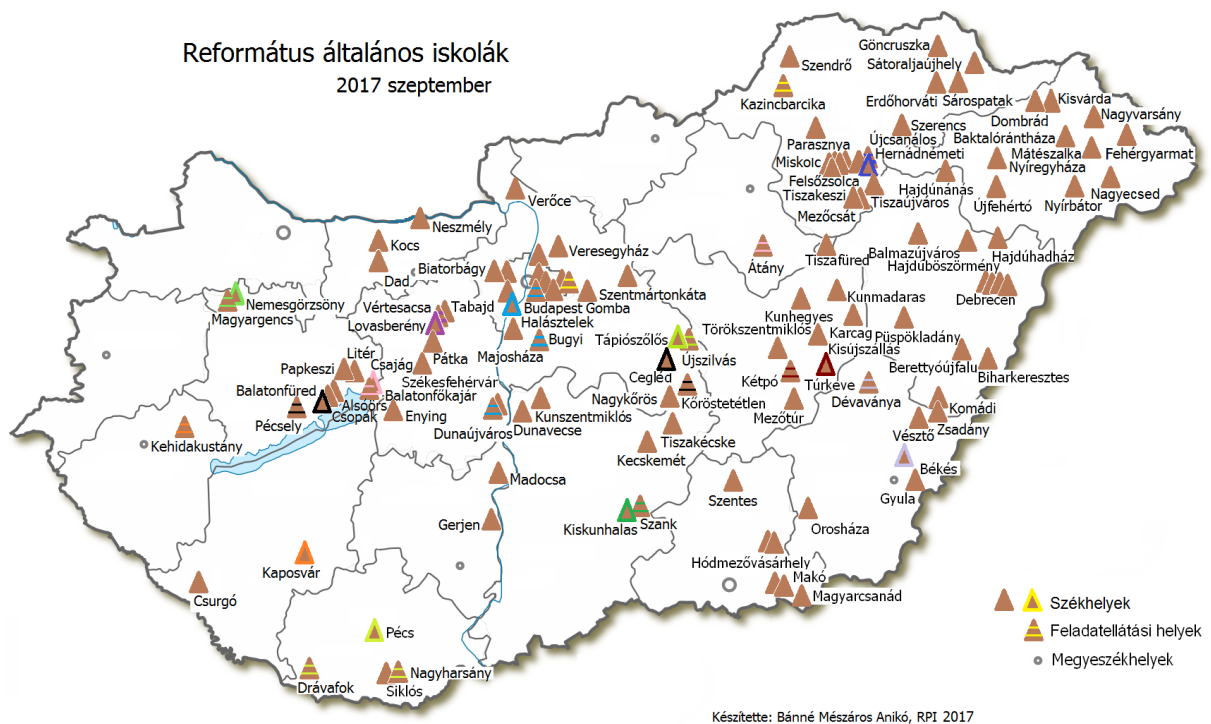 Református általános iskolák
2017 szeptember
Göncruszka
Szendrő
Sátoraljaújhely
Kazincbarcika
Erdőhorváti
Sárospatak
Dombrád
Kisvárda
Nagyvarsány
Szerencs
Parasznya
Újcsanálos
Baktalórántháza
Miskolc
Hernádnémeti
Mátészalka
Fehérgyarmat
Nyíregyháza
Felsőzsolca
Tiszakeszi
Hajdúnánás
Nagyecsed
Mezőcsát
Tiszaújváros
Újfehértó
Nyírbátor
Verőce
Neszmély
Kocs
Veresegyház
Balmazújváros
Hajdúhadház
Dad
Biatorbágy
Átány
Tiszafüred
Hajdúböszörmény
Nemesgörzsöny
Magyargencs
Vértesacsa
Tabajd
Szentmártonkáta
Kunmadaras
Debrecen
Budapest
Gomba
Lovasberény
Halásztelek
Kunhegyes
Karcag
Püspökladány
Törökszentmiklós
Majosháza
Bugyi
Tápiószőlős
Kisújszállás
Pátka
Újszilvás
Litér
Csajág
Papkeszi
Berettyóújfalu
Biharkeresztes
Székesfehérvár
Cegléd
Kétpó
Túrkeve
Balatonfüred
Balatonfőkajár
Dévaványa
Alsóörs
Nagykőrös
Kőröstetétlen
Csopák
Enying
Kunszentmiklós
Mezőtúr
Komádi
Pécsely
Dunaújváros
Dunavecse
Zsadány
Kehidakustány
Tiszakécske
Vésztő
Kecskemét
Békés
Madocsa
Szentes
Gyula
Gerjen
Kiskunhalas
Szank
Orosháza
Hódmezővásárhely
Kaposvár
Makó
Csurgó
Magyarcsanád
Székhelyek
Pécs
Feladatellátási helyek
Megyeszékhelyek
Nagyharsány
Drávafok
Siklós
Készítette: Bánné Mészáros Anikó, RPI 2017